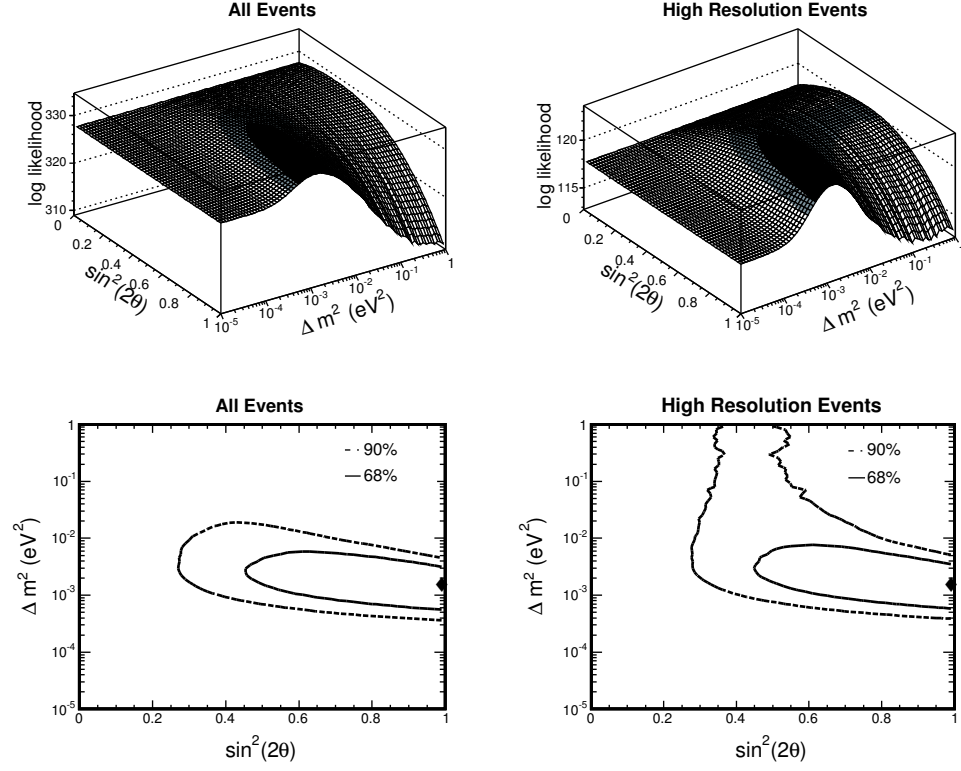 All Events
330
320
310
log likelihood
0
0.2
0.4
0.6
0.8
1
sin²(2θ)
10⁻⁵
10⁻⁴
10⁻³
10⁻²
10⁻¹
1
Δ m² (eV²)
High Resolution Events
120
115
log likelihood
0
0.2
0.4
0.6
0.8
1
sin²(2θ)
10⁻⁵
10⁻⁴
10⁻³
10⁻²
10⁻¹
1
Δ m² (eV²)
All Events
90%
68%
1
10⁻¹
10⁻²
10⁻³
10⁻⁴
10⁻⁵
Δ m² (eV²)
0 0.2 0.4 0.6 0.8 1
sin²(2θ)
High Resolution Events
90%
68%
1
10⁻¹
10⁻²
10⁻³
10⁻⁴
10⁻⁵
Δ m² (eV²)
0 0.2 0.4 0.6 0.8 1
sin²(2θ)